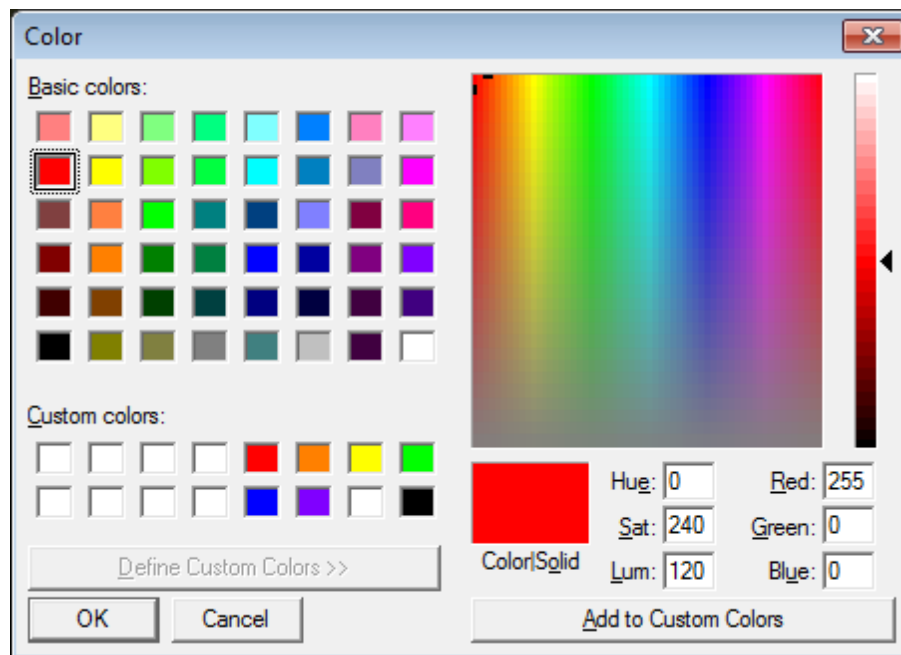 Color
Basic colors:
Custom colors:
Define Custom Colors >>
OK
Cancel
Color|Solid
Hue: 0
Sat: 240
Lum: 120
Red: 255
Green: 0
Blue: 0
Add to Custom Colors